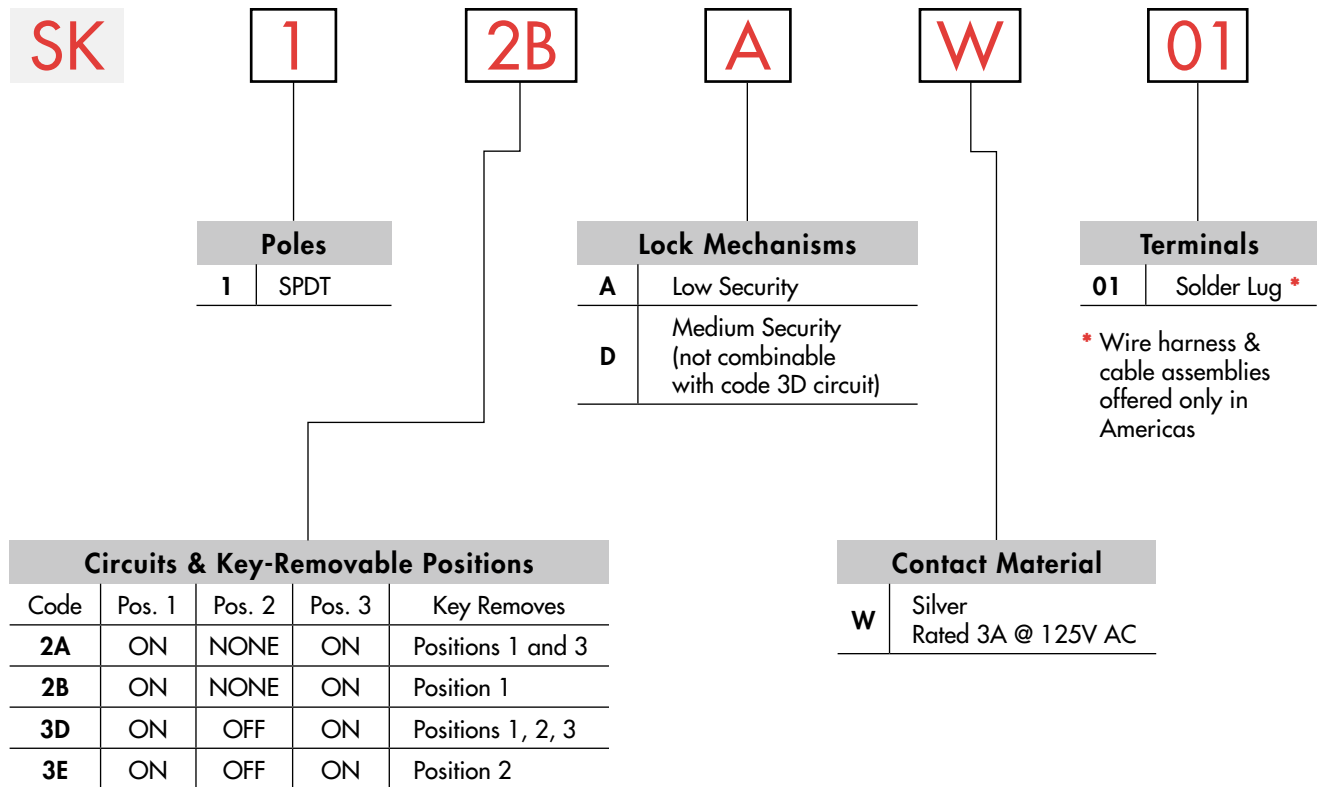 SK 1 2B A W 01
Poles
1 SPDT
Lock Mechanisms
A Low Security
D Medium Security
(not combinable
with code 3D circuit)
Terminals
01 Solder Lug *
* Wire harness &
cable assemblies
offered only in
Americas
Circuits & Key-Removable Positions
Code Pos. 1 Pos. 2 Pos. 3 Key Removes
2A ON NONE ON Positions 1 and 3
2B ON NONE ON Position 1
3D ON OFF ON Positions 1, 2, 3
3E ON OFF ON Position 2
Contact Material
W Silver
Rated 3A @ 125V AC